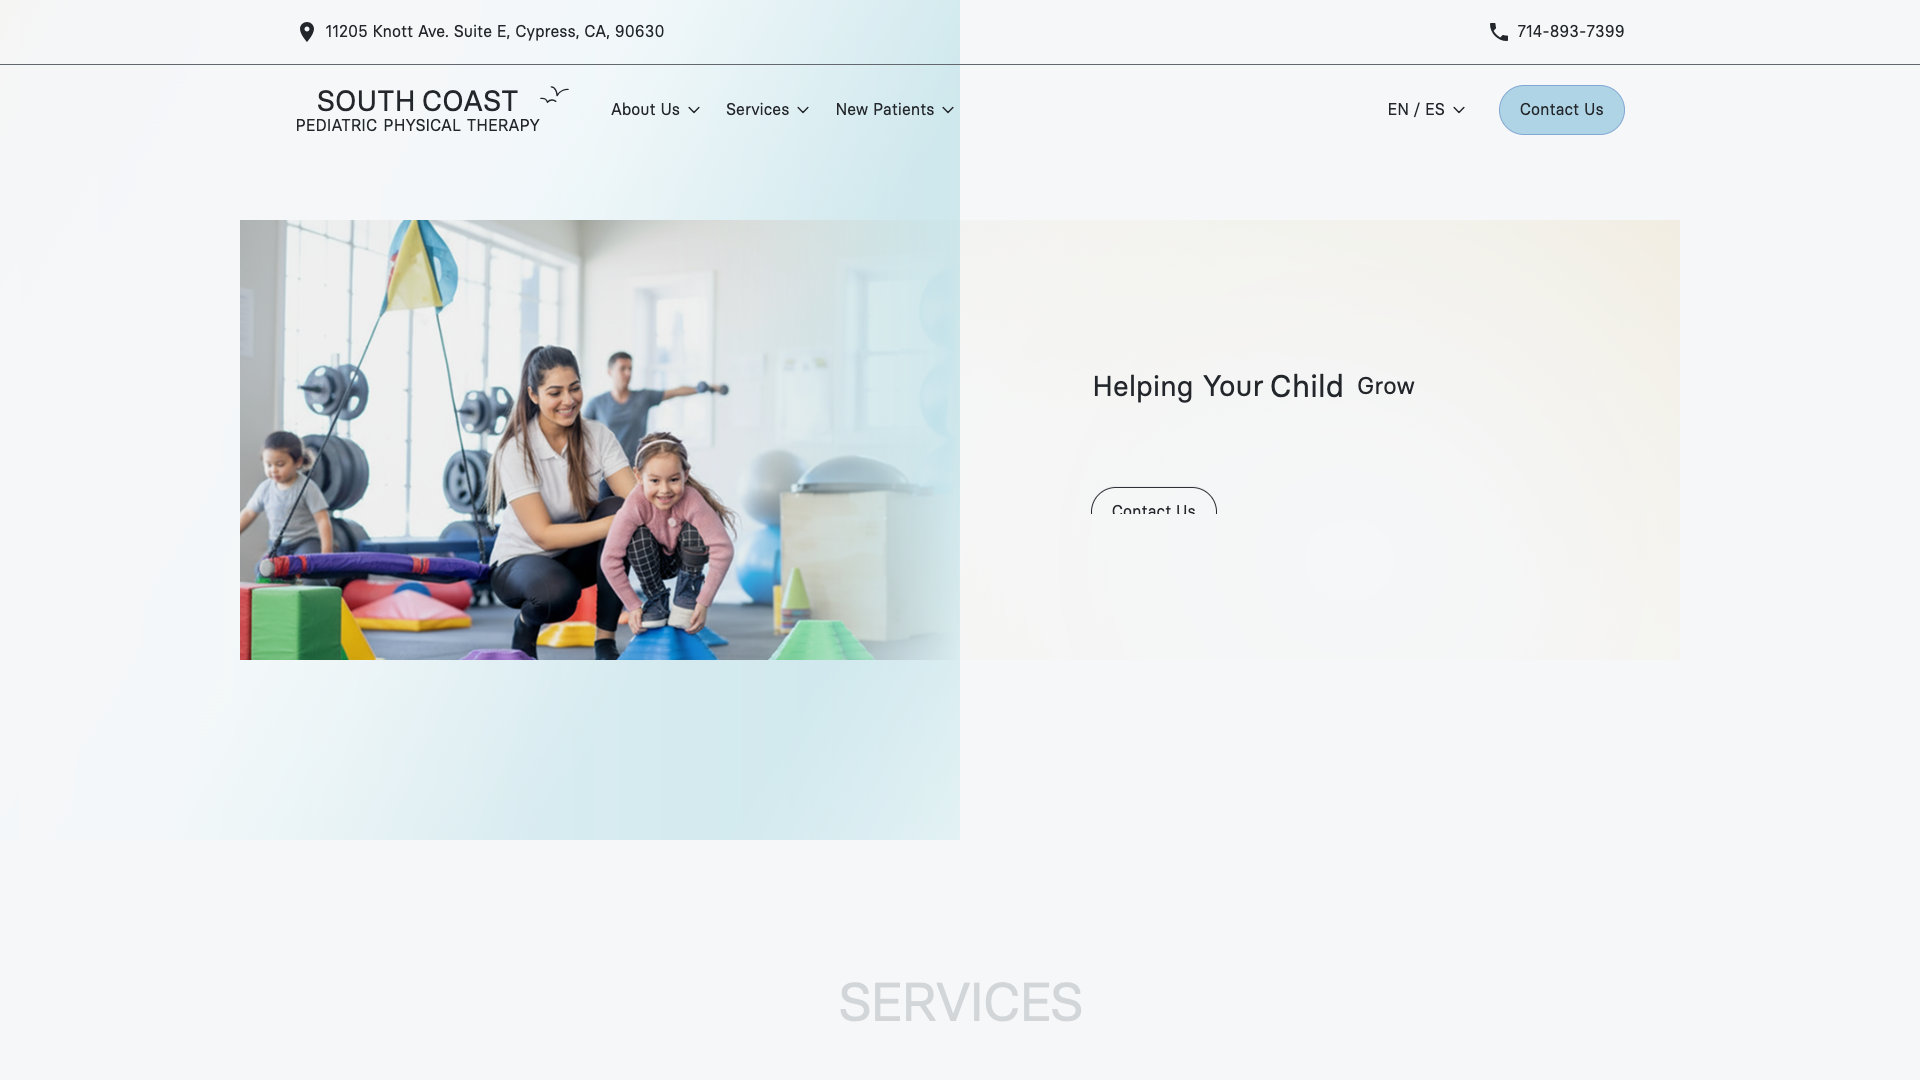 11205 Knott Ave. Suite E, Cypress, CA, 90630
714-893-7399
SOUTH COAST
PEDIATRIC PHYSICAL THERAPY
About Us
Services
New Patients
EN / ES
Contact Us
Helping Your Child Grow
Contact Us
SERVICES